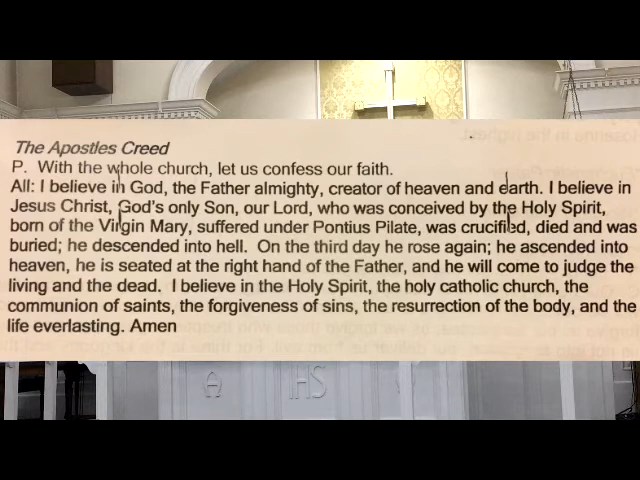 The Apostles Creed
P. With the whole church, let us confess our faith.
All: I believe in God, the Father almighty, creator of heaven and earth. I believe in
Jesus Christ, God's only Son, our Lord, who was conceived by the Holy Spirit,
born of the Virgin Mary, suffered under Pontius Pilate, was crucified, died and was
buried; he descended into hell. On the third day he rose again; he ascended into
heaven, he is seated at the right hand of the Father, and he will come to judge the
living and the dead. I believe in the Holy Spirit, the holy catholic church, the
communion of saints, the forgiveness of sins, the resurrection of the body, and the
life everlasting. Amen
A IHS